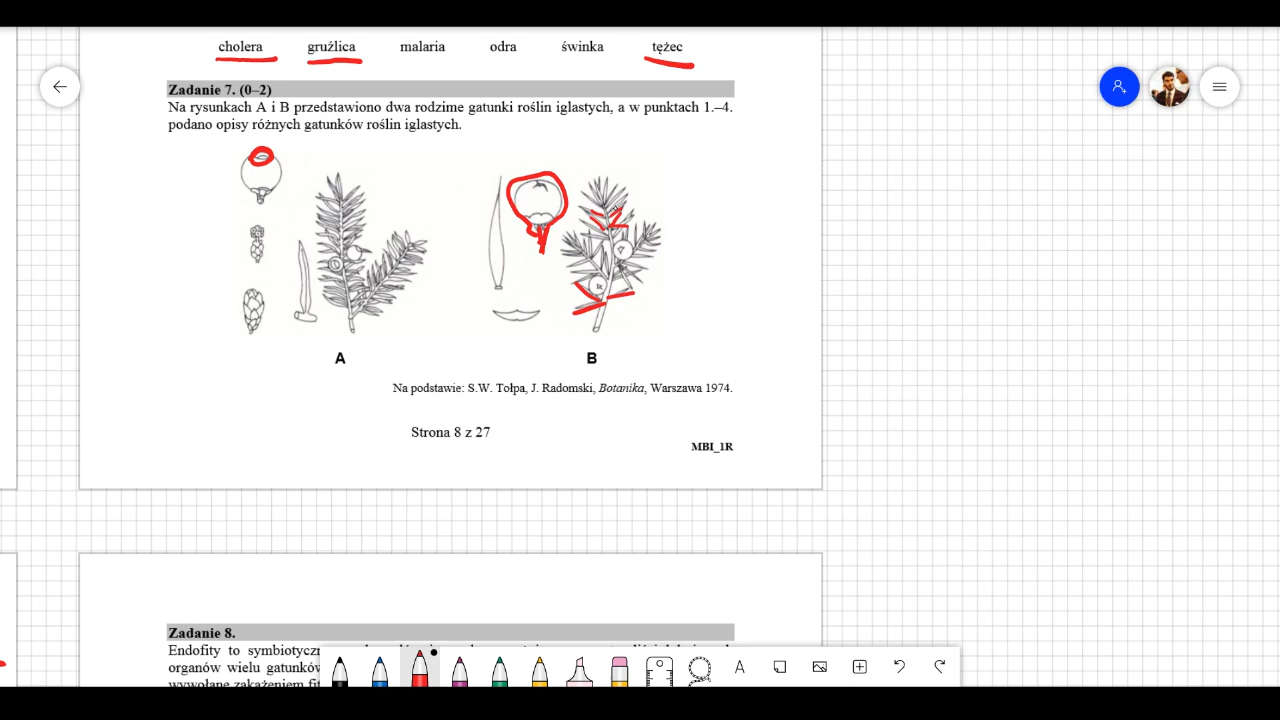 cholera gruźlica malaria odra świnka tężec
Zadanie 7. (0–2)
Na rysunkach A i B przedstawiono dwa rodzime gatunki roślin iglastych, a w punktach 1.–4.
podano opisy różnych gatunków roślin iglastych.
A B
Na podstawie: S.W. Tołpa, J. Radomski, Botanika, Warszawa 1974.
Strona 8 z 27
MBI_1R
Zadanie 8.
Endofity to symbiotyczn
organów wielu gatunków
wywołane zakażeniem
A